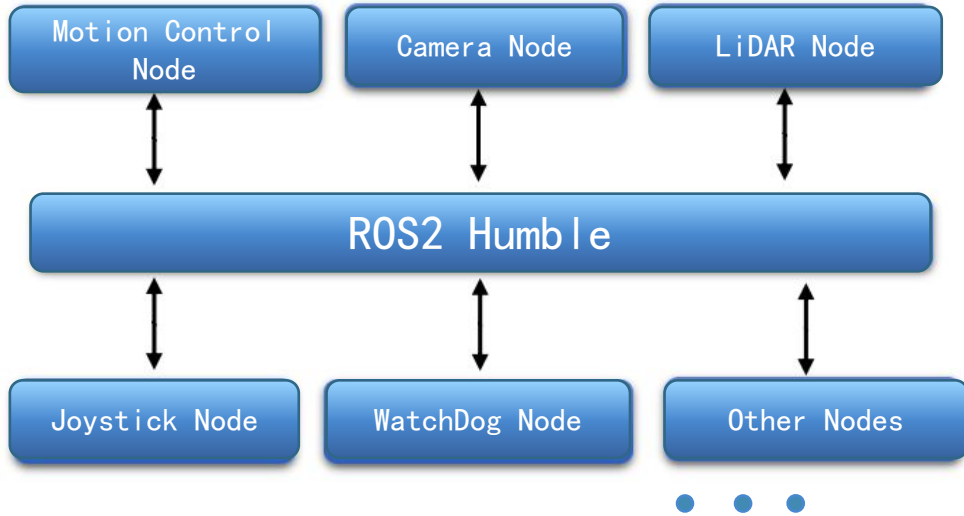 Motion Control
Node
Camera Node
LiDAR Node
ROS2 Humble
Joystick Node
WatchDog Node
Other Nodes